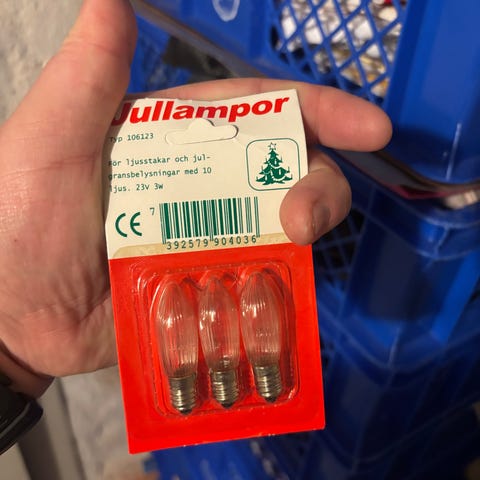 Jullampor
Typ 106123
För ljusstakar och jul-
gransbelysningar med 10
ljus. 23V 3W
CE
7 392579 904036